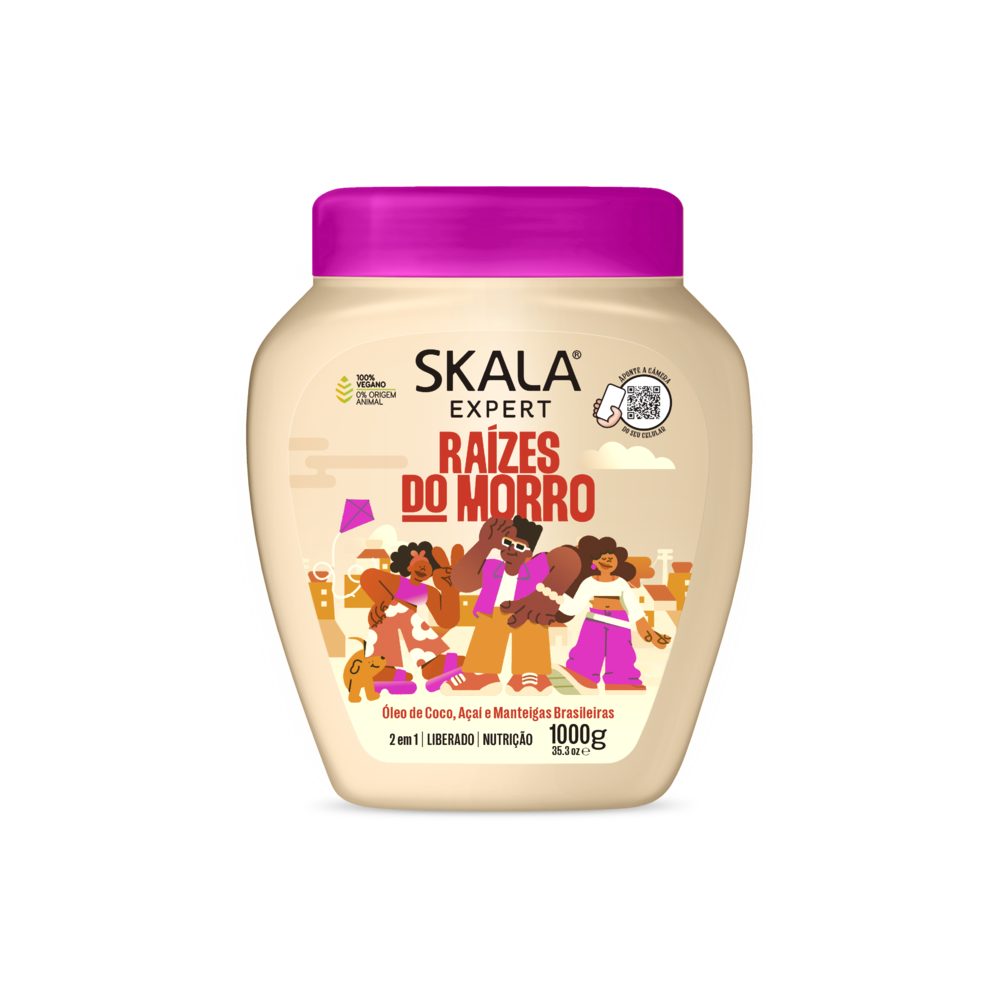 SKALA®
EXPERT
RAÍZES
DO MORRO
100%
VEGANO
0% ORIGEM
ANIMAL
APONTE A CÂMERA
DO SEU CELULAR
Óleo de Coco, Açaí e Manteigas Brasileiras
2 em 1 | LIBERADO | NUTRIÇÃO
1000g
35.3 oz ℮